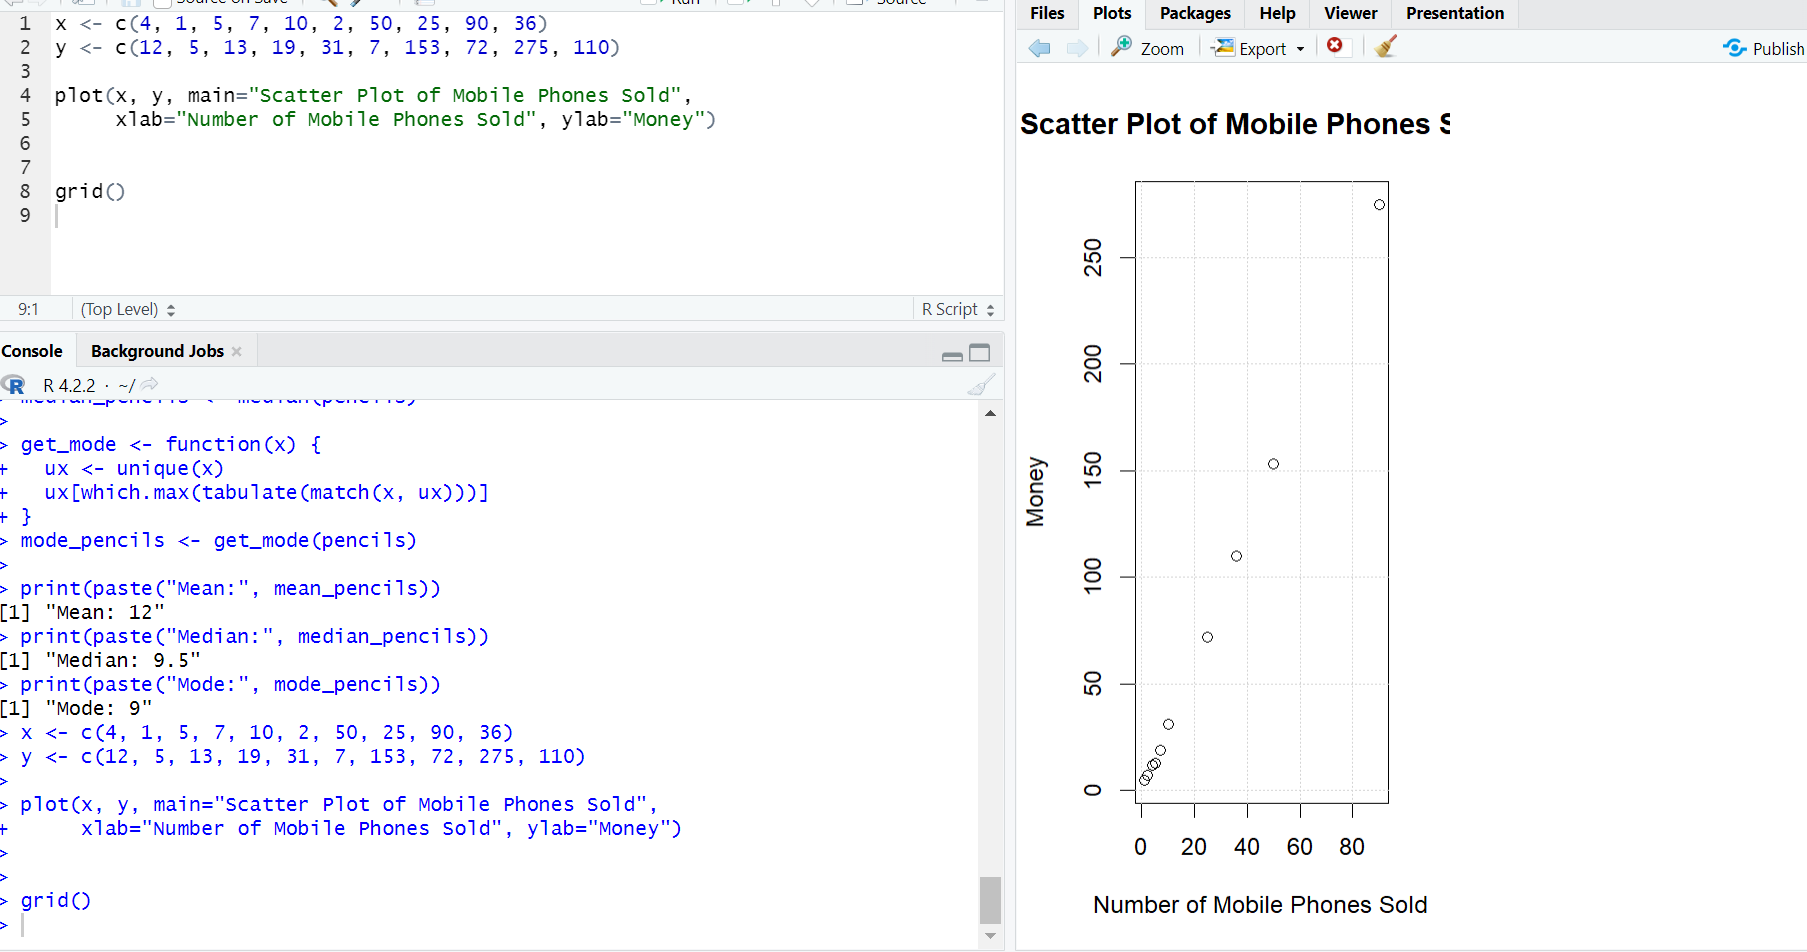 Source on Save
Run
Source
1 x <- c(4, 1, 5, 7, 10, 2, 50, 25, 90, 36)
2 y <- c(12, 5, 13, 19, 31, 7, 153, 72, 275, 110)
3
4 plot(x, y, main="Scatter Plot of Mobile Phones Sold",
5      xlab="Number of Mobile Phones Sold", ylab="Money")
6
7
8 grid()
9
9:1 (Top Level) R Script
Console Background Jobs
R R 4.2.2 · ~/
median_pencils <- median(pencils)
>
> get_mode <- function(x) {
+   ux <- unique(x)
+   ux[which.max(tabulate(match(x, ux)))]
+ }
> mode_pencils <- get_mode(pencils)
>
> print(paste("Mean:", mean_pencils))
[1] "Mean: 12"
> print(paste("Median:", median_pencils))
[1] "Median: 9.5"
> print(paste("Mode:", mode_pencils))
[1] "Mode: 9"
> x <- c(4, 1, 5, 7, 10, 2, 50, 25, 90, 36)
> y <- c(12, 5, 13, 19, 31, 7, 153, 72, 275, 110)
>
> plot(x, y, main="Scatter Plot of Mobile Phones Sold",
+      xlab="Number of Mobile Phones Sold", ylab="Money")
>
>
> grid()
>
Files Plots Packages Help Viewer Presentation
Zoom Export Publish
Scatter Plot of Mobile Phones S
250
200
150
100
50
0
Money
0 20 40 60 80
Number of Mobile Phones Sold